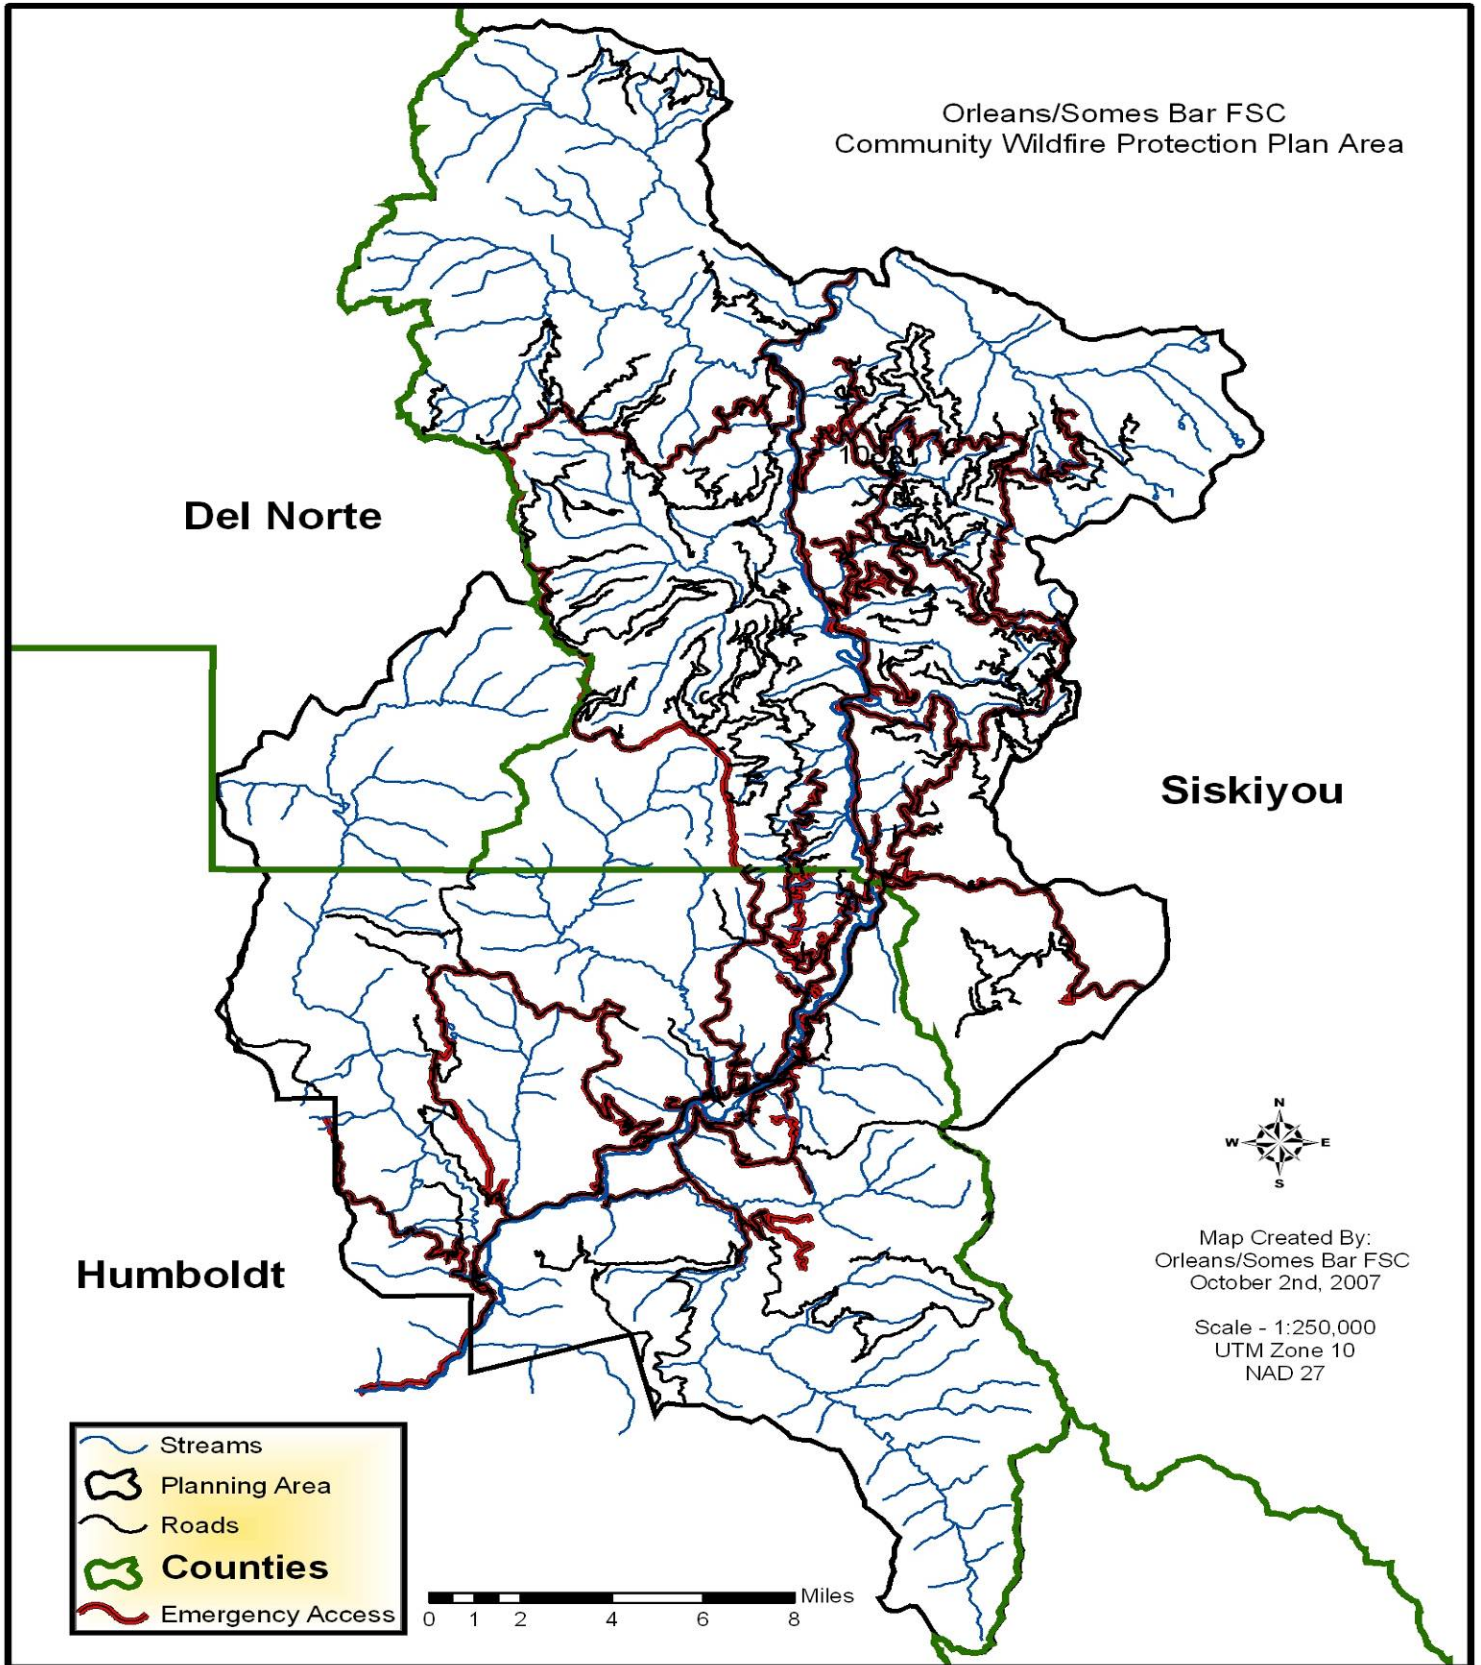 Orleans/Somes Bar FSC
Community Wildfire Protection Plan Area
Del Norte
Siskiyou
Humboldt
N
W E
S
Map Created By:
Orleans/Somes Bar FSC
October 2nd, 2007
Scale - 1:250,000
UTM Zone 10
NAD 27
Streams
Planning Area
Roads
Counties
Emergency Access
Miles
0 1 2 4 6 8